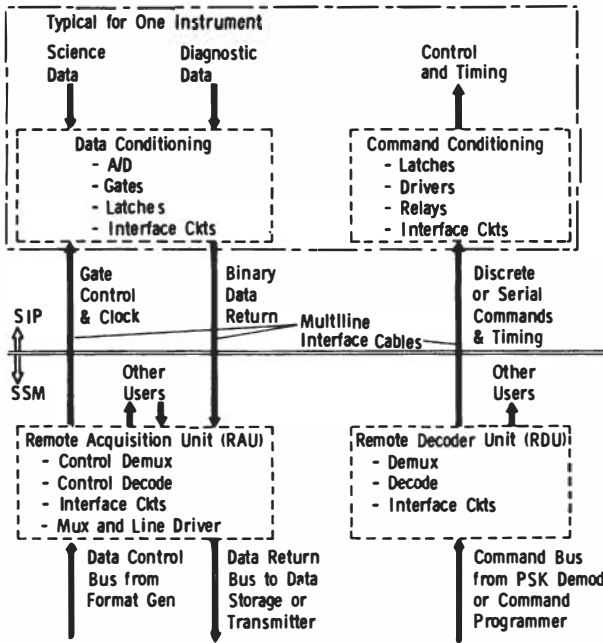 Typical for One Instrument
Science
Data
Diagnostic
Data
Control
and Timing
Data Conditioning
- A/D
- Gates
- Latches
- Interface Ckts
Command Conditioning
- Latches
- Drivers
- Relays
- Interface Ckts
Gate
Control
& Clock
Binary
Data
Return
Multiline
Interface Cables
Discrete
or Serial
Commands
& Timing
SIP
SSM
Other
Users
Other
Users
Remote Acquisition Unit (RAU)
- Control Demux
- Control Decode
- Interface Ckts
- Mux and Line Driver
Remote Decoder Unit (RDU)
- Demux
- Decode
- Interface Ckts
Data Control
Bus from
Format Gen
Data Return
Bus to Data
Storage or
Transmitter
Command Bus
from PSK Demod
or Command
Programmer